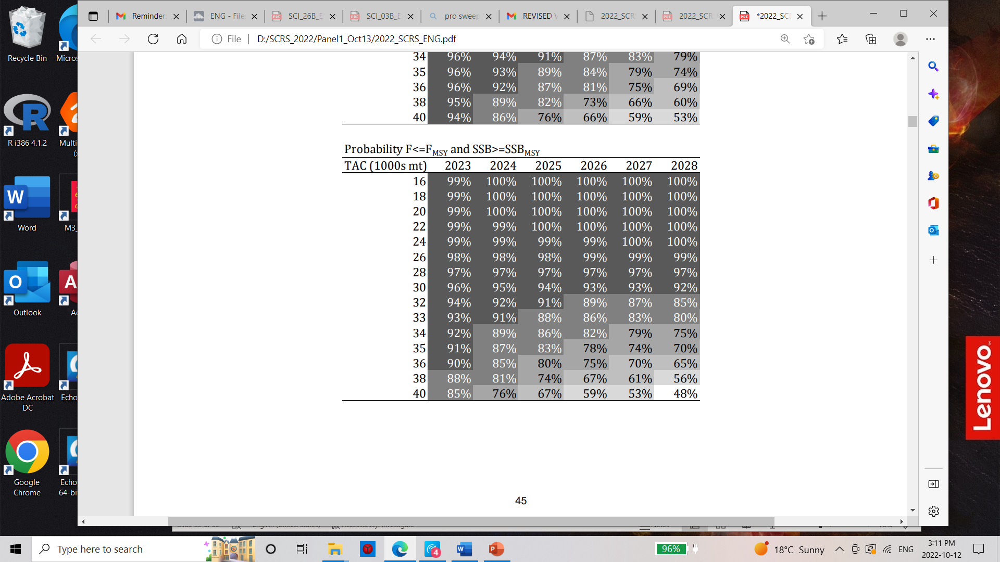 Reminder:
ENG - File
SCI_26B_E
SCI_03B_E
pro sweep
REVISED V
2022_SCR
2022_SCR
*2022_SCR
File
D:/SCRS_2022/Panel1_Oct13/2022_SCRS_ENG.pdf
Recycle Bin
Micros
R i386 4.1.2
Multi
Word
M3_
Outlook
Adobe Acrobat
DC
Echo
Google
Chrome
Echo
64-bi
34 96% 94% 91% 87% 83% 79%
35 96% 93% 89% 84% 79% 74%
36 96% 92% 87% 81% 75% 69%
38 95% 89% 82% 73% 66% 60%
40 94% 86% 76% 66% 59% 53%
Probability F<=FMSY and SSB>=SSBMSY
TAC (1000s mt) 2023 2024 2025 2026 2027 2028
16 99% 100% 100% 100% 100% 100%
18 99% 100% 100% 100% 100% 100%
20 99% 100% 100% 100% 100% 100%
22 99% 99% 100% 100% 100% 100%
24 99% 99% 99% 99% 100% 100%
26 98% 98% 98% 99% 99% 99%
28 97% 97% 97% 97% 97% 97%
30 96% 95% 94% 93% 93% 92%
32 94% 92% 91% 89% 87% 85%
33 93% 91% 88% 86% 83% 80%
34 92% 89% 86% 82% 79% 75%
35 91% 87% 83% 78% 74% 70%
36 90% 85% 80% 75% 70% 65%
38 88% 81% 74% 67% 61% 56%
40 85% 76% 67% 59% 53% 48%
45
Lenovo
Type here to search
4
96%
18°C Sunny
ENG
3:11 PM
2022-10-12